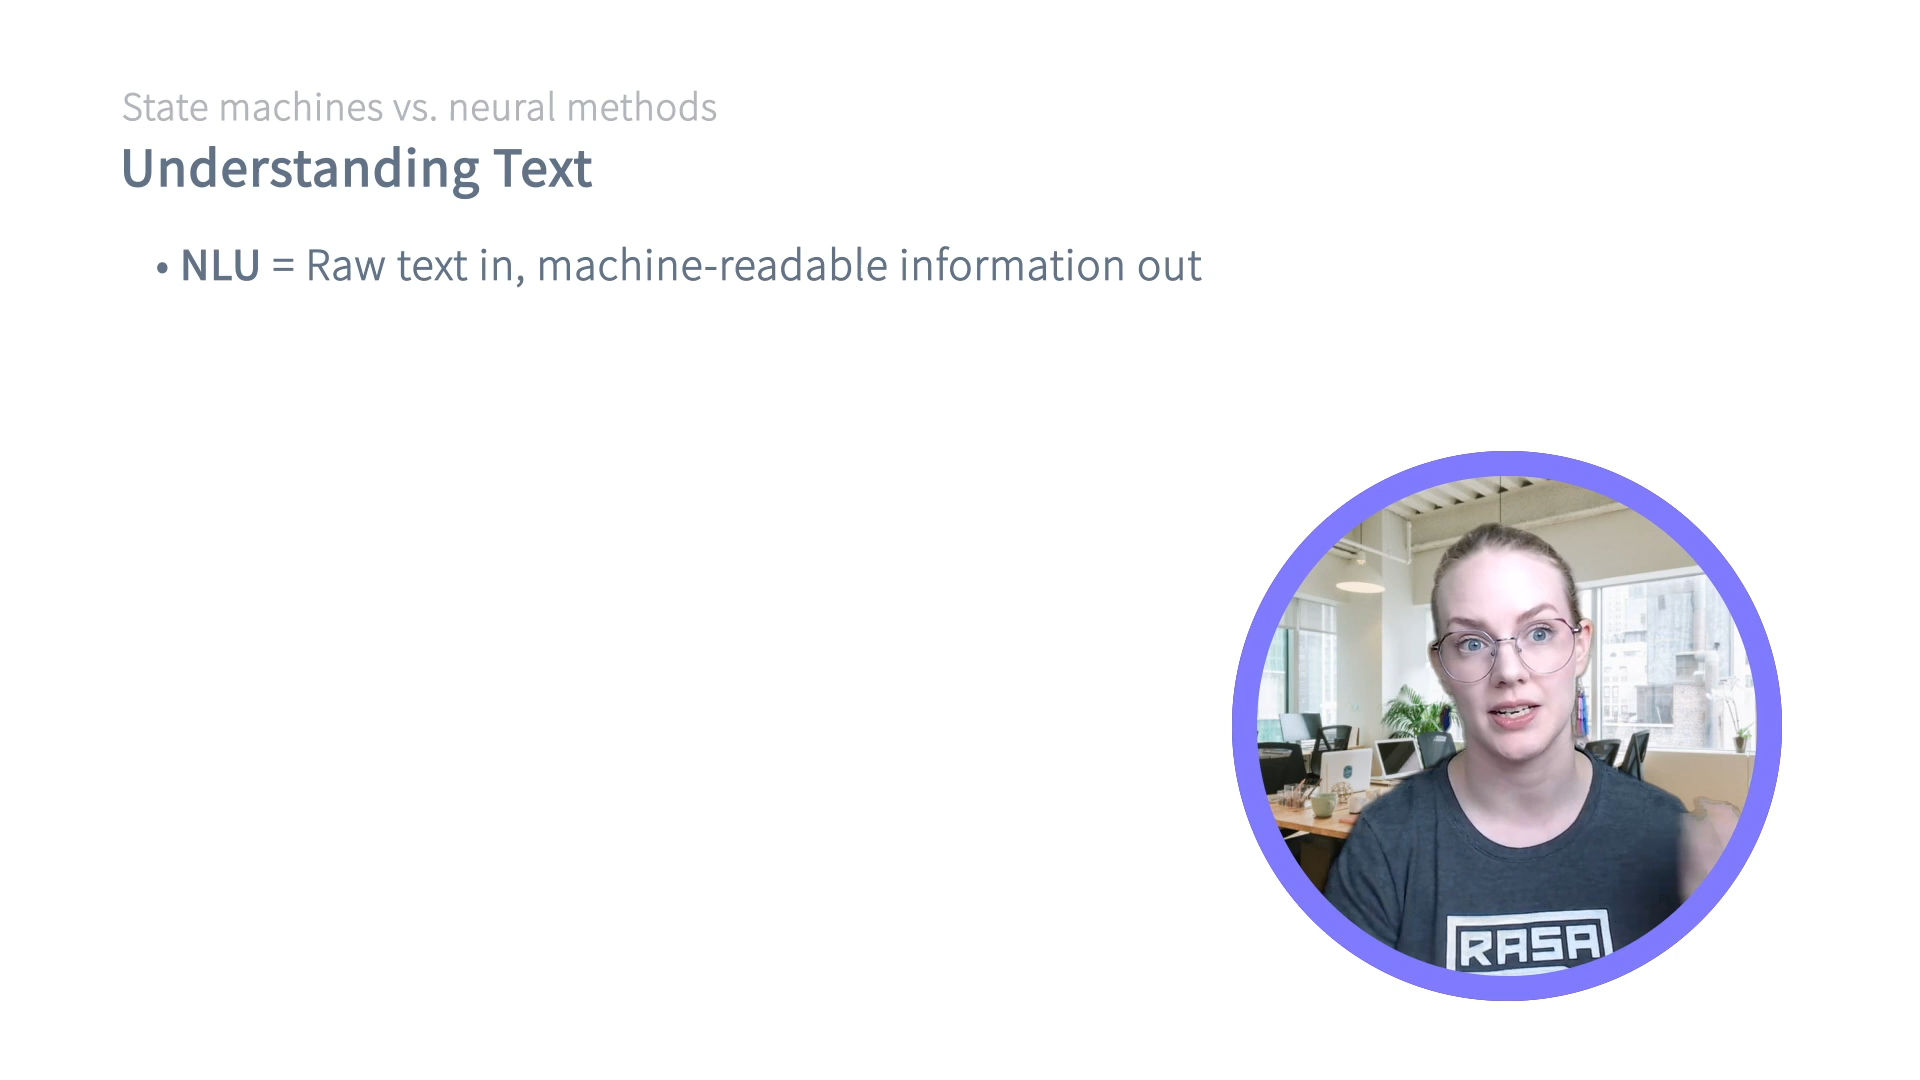 State machines vs. neural methods
Understanding Text
• NLU = Raw text in, machine-readable information out
RASA